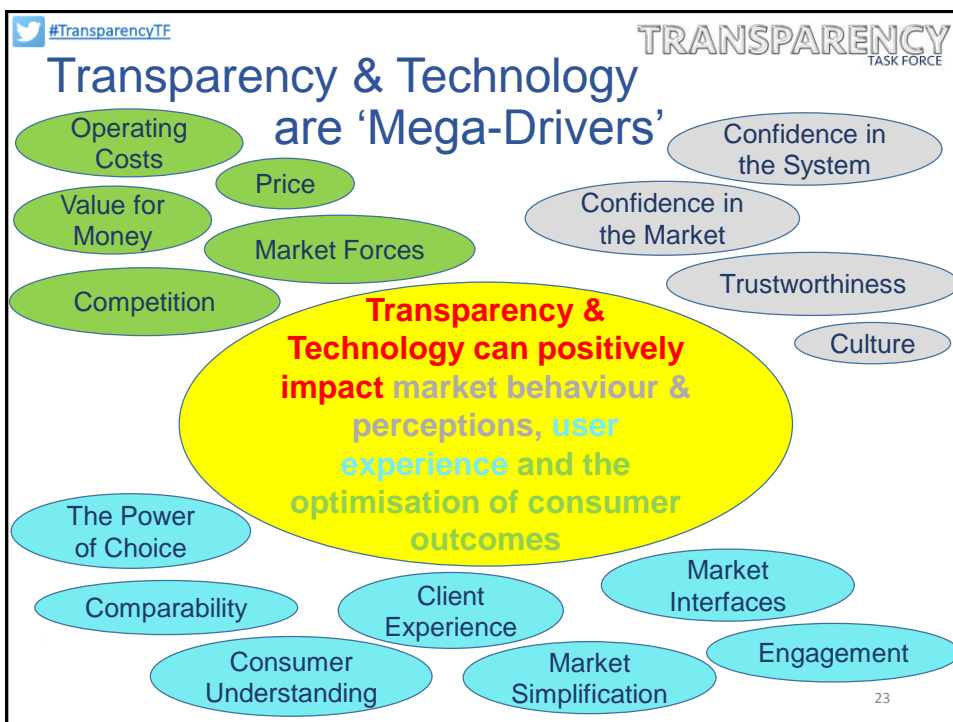 #TransparencyTF
TRANSPARENCY
TASK FORCE
Transparency & Technology
are ‘Mega-Drivers’
Operating
Costs
Price
Value for
Money
Market Forces
Competition
Confidence in
the System
Confidence in
the Market
Trustworthiness
Culture
Transparency &
Technology can positively
impact market behaviour &
perceptions, user
experience and the
optimisation of consumer
outcomes
The Power
of Choice
Comparability
Client
Experience
Market
Interfaces
Consumer
Understanding
Market
Simplification
Engagement
23